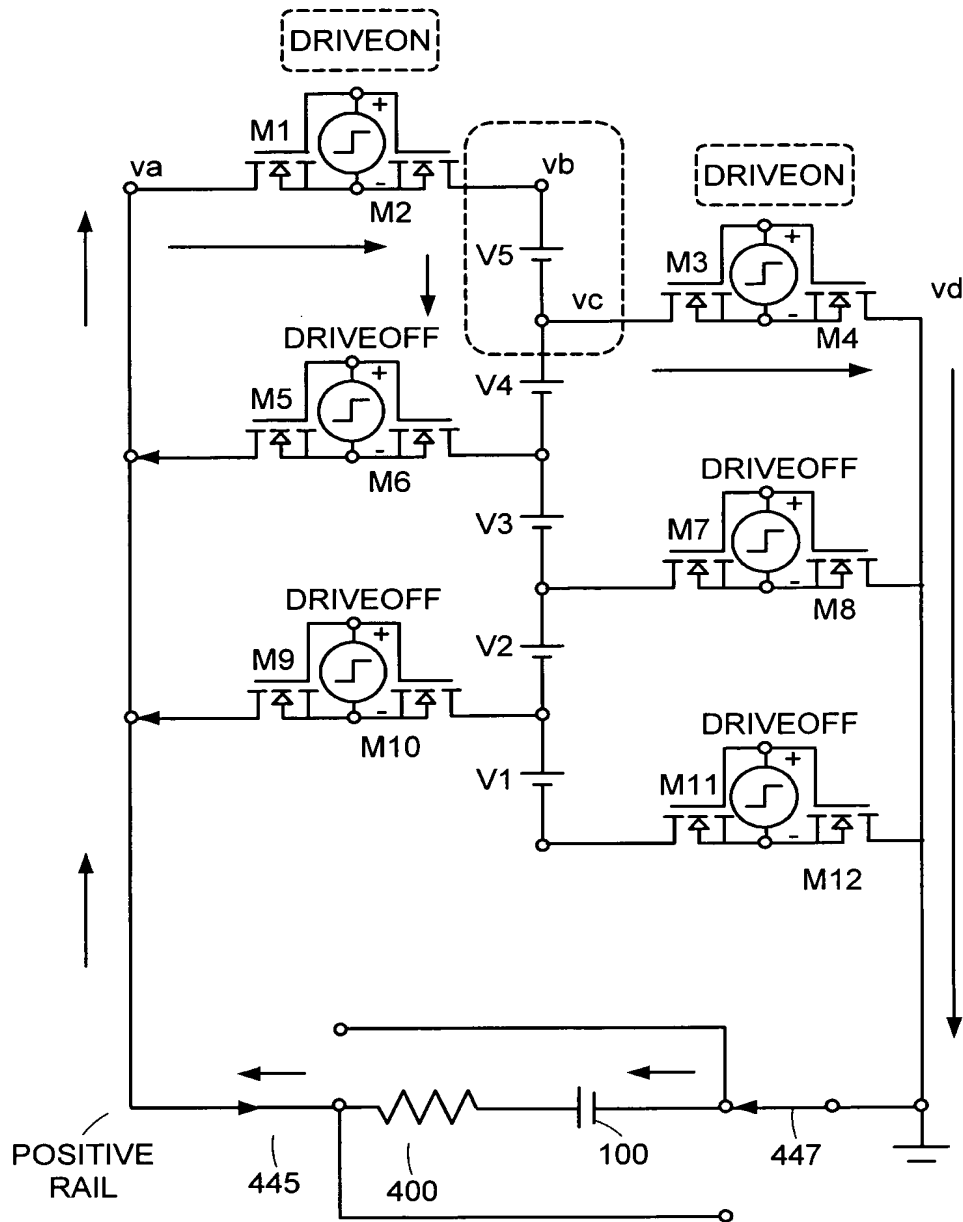 DRIVEON
M1
+
va
-
M2
vb
DRIVEON
V5
M3
+
vc
vd
-
M4
DRIVEOFF
M5
+
V4
-
M6
DRIVEOFF
V3
M7
+
-
M8
DRIVEOFF
M9
+
V2
-
M10
DRIVEOFF
V1
M11
+
-
M12
POSITIVE
RAIL
445
400
100
447